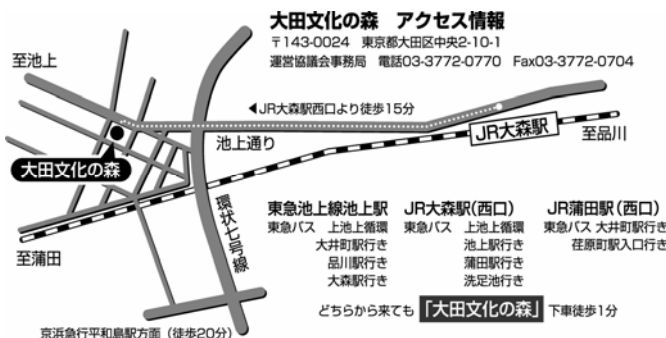 大田文化の森 アクセス情報
〒143-0024 東京都大田区中央2-10-1
運営協議会事務局 電話03-3772-0770 Fax03-3772-0704
至池上
◀JR大森駅西口より徒歩15分
池上通り
JR大森駅
至品川
大田文化の森
環状七号線
至蒲田
京浜急行平和島駅方面（徒歩20分）
東急池上線池上駅
東急バス 上池上循環
大井町駅行き
品川駅行き
大森駅行き
JR大森駅（西口）
東急バス 上池上循環
池上駅行き
蒲田駅行き
洗足池行き
JR蒲田駅（西口）
東急バス 大井町駅行き
荏原町駅入口行き
どちらから来ても 「大田文化の森」 下車徒歩1分